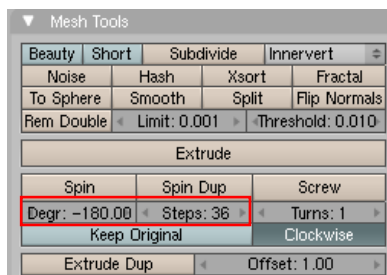 Mesh Tools
Beauty Short Subdivide Innervert
Noise Hash Xsort Fractal
To Sphere Smooth Split Flip Normals
Rem Double Limit: 0.001 Threshold: 0.010
Extrude
Spin Spin Dup Screw
Degr: -180.00 Steps: 36 Turns: 1
Keep Original Clockwise
Extrude Dup Offset: 1.00